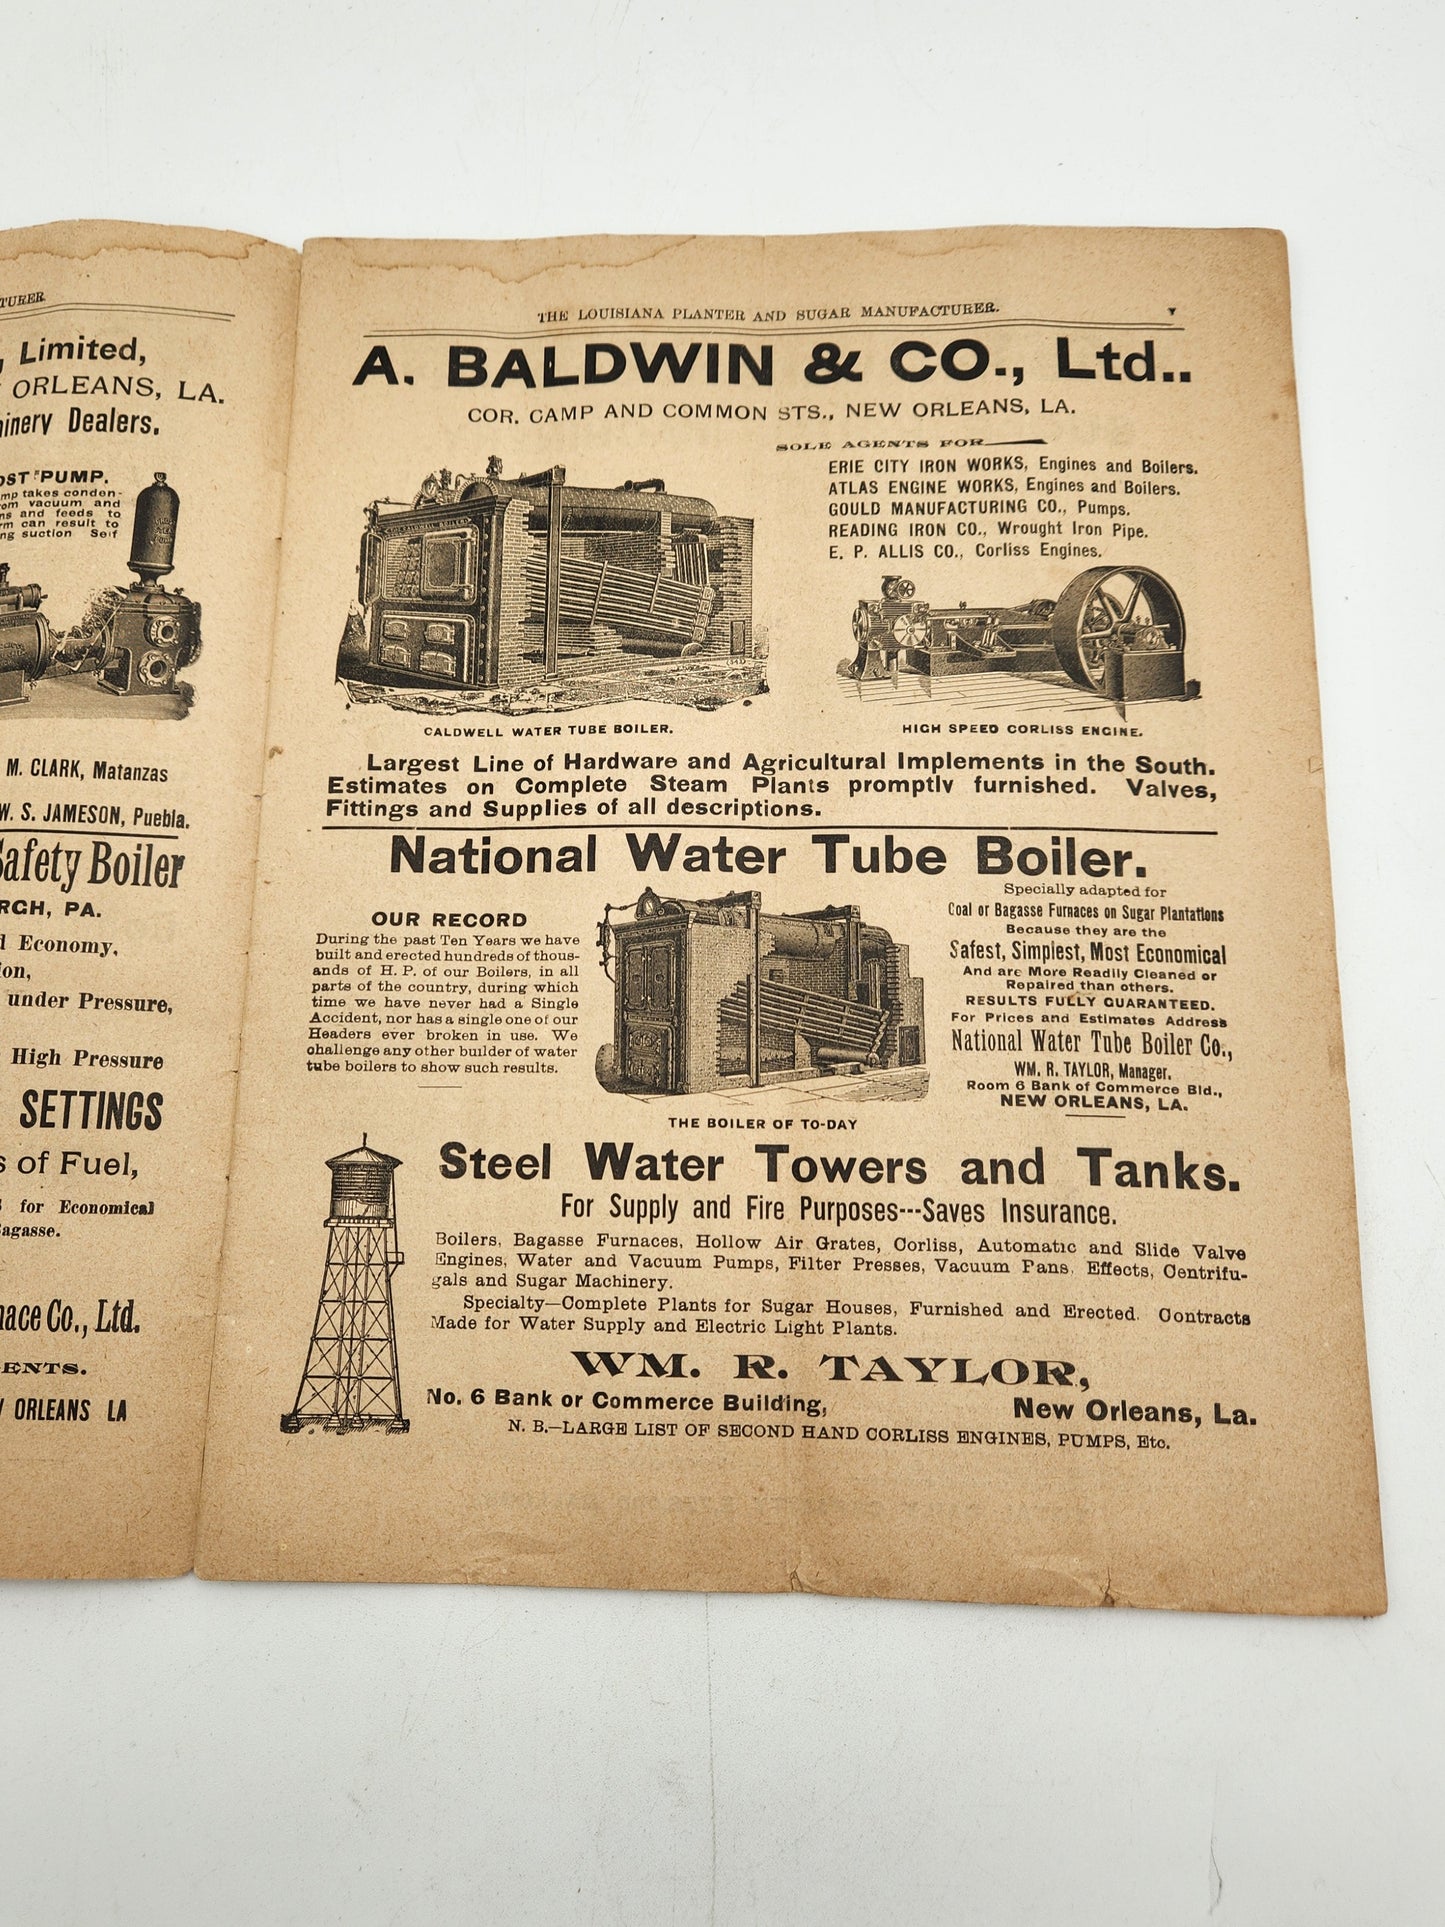 TURER.
, Limited,
ORLEANS, LA.
inery Dealers.
OST PUMP.
mp takes conden-
rom vacuum and
ns and feeds to
rm can result to
ng suction Self
M. CLARK, Matanzas
W. S. JAMESON, Puebla.
Safety Boiler
RGH, PA.
d Economy,
ion,
under Pressure,
High Pressure
SETTINGS
s of Fuel,
for Economical
agasse.
nace Co., Ltd.
ENTS.
ORLEANS LA
THE LOUISIANA PLANTER AND SUGAR MANUFACTURER.
v
A. BALDWIN & CO., Ltd..
COR. CAMP AND COMMON STS., NEW ORLEANS, LA.
SOLE AGENTS FOR
ERIE CITY IRON WORKS, Engines and Boilers.
ATLAS ENGINE WORKS, Engines and Boilers.
GOULD MANUFACTURING CO., Pumps.
READING IRON CO., Wrought Iron Pipe.
E. P. ALLIS CO., Corliss Engines.
CALDWELL WATER TUBE BOILER.
HIGH SPEED CORLISS ENGINE.
Largest Line of Hardware and Agricultural Implements in the South.
Estimates on Complete Steam Plants promptly furnished. Valves,
Fittings and Supplies of all descriptions.
National Water Tube Boiler.
OUR RECORD
During the past Ten Years we have
built and erected hundreds of thous-
ands of H. P. of our Boilers, in all
parts of the country, during which
time we have never had a Single
Accident, nor has a single one of our
Headers ever broken in use. We
challenge any other builder of water
tube boilers to show such results.
THE BOILER OF TO-DAY
Specially adapted for
Coal or Bagasse Furnaces on Sugar Plantations
Because they are the
Safest, Simplest, Most Economical
And are More Readily Cleaned or
Repaired than others.
RESULTS FULLY GUARANTEED.
For Prices and Estimates Address
National Water Tube Boiler Co.,
WM. R. TAYLOR, Manager,
Room 6 Bank of Commerce Bld.,
NEW ORLEANS, LA.
Steel Water Towers and Tanks.
For Supply and Fire Purposes---Saves Insurance.
Boilers, Bagasse Furnaces, Hollow Air Grates, Corliss, Automatic and Slide Valve
Engines, Water and Vacuum Pumps, Filter Presses, Vacuum Pans, Effects, Centrifu-
gals and Sugar Machinery.
Specialty—Complete Plants for Sugar Houses, Furnished and Erected. Contracts
Made for Water Supply and Electric Light Plants.
WM. R. TAYLOR,
No. 6 Bank or Commerce Building, New Orleans, La.
N. B.—LARGE LIST OF SECOND HAND CORLISS ENGINES, PUMPS, Etc.